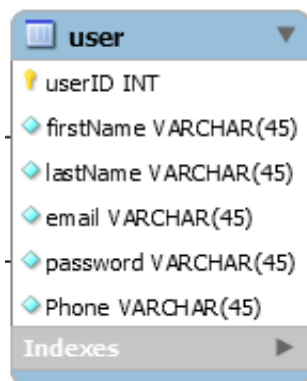 user
userID INT
firstName VARCHAR(45)
lastName VARCHAR(45)
email VARCHAR(45)
password VARCHAR(45)
Phone VARCHAR(45)
Indexes